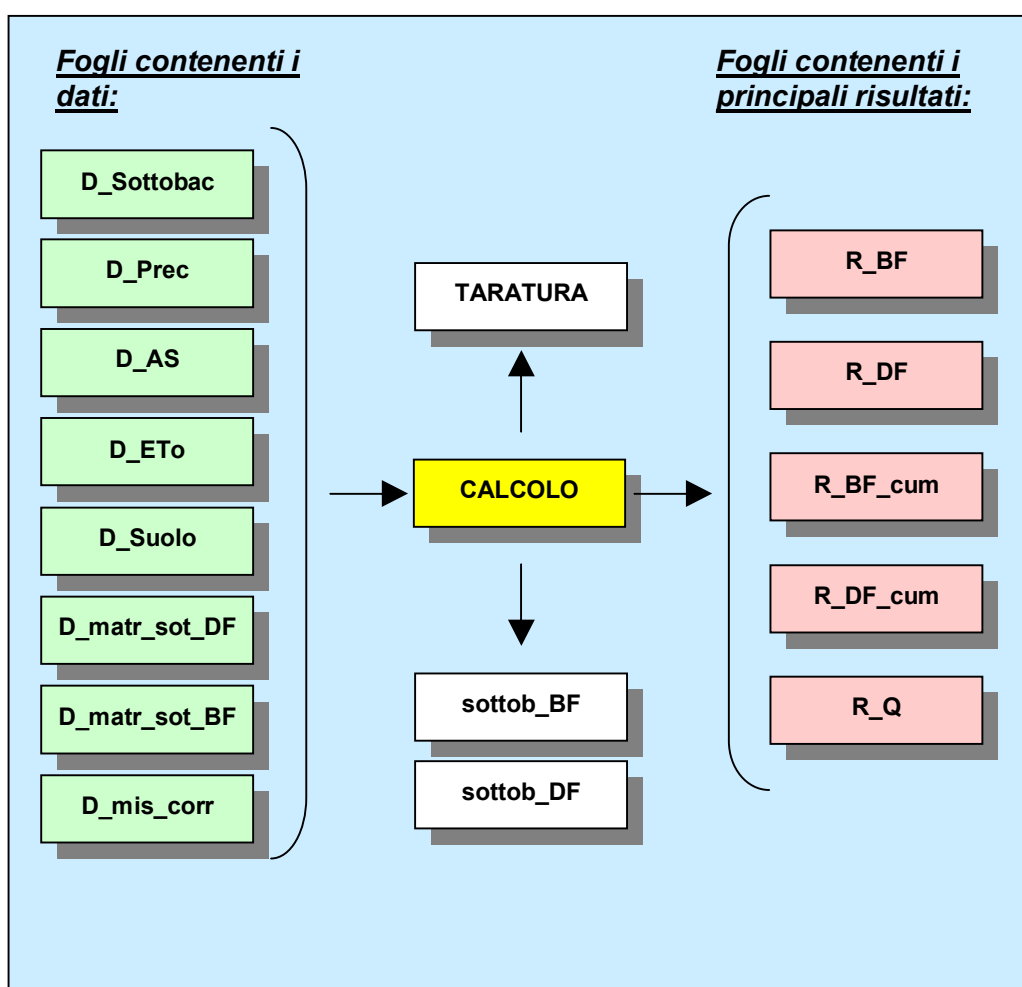 Fogli contenenti i
dati:
D_Sottobac
D_Prec
D_AS
D_ETo
D_Suolo
D_matr_sot_DF
D_matr_sot_BF
D_mis_corr
TARATURA
CALCOLO
sottob_BF
sottob_DF
Fogli contenenti i
principali risultati:
R_BF
R_DF
R_BF_cum
R_DF_cum
R_Q